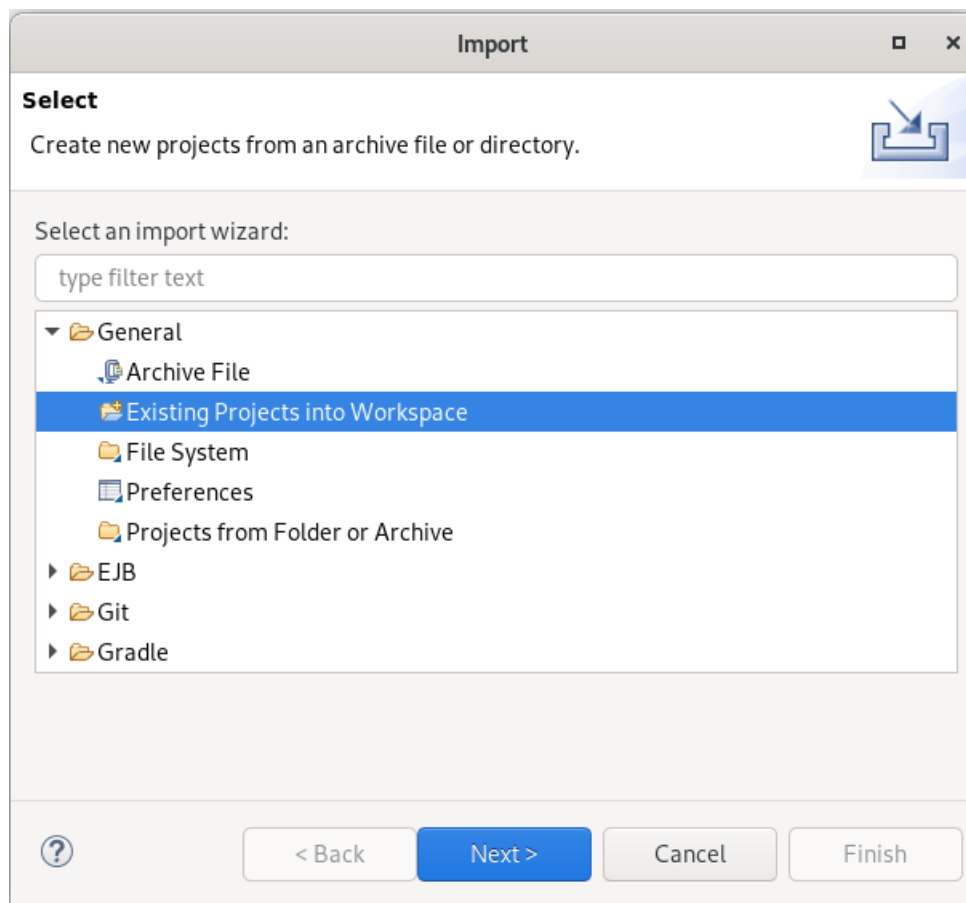 Import
Select
Create new projects from an archive file or directory.
Select an import wizard:
type filter text
General
Archive File
Existing Projects into Workspace
File System
Preferences
Projects from Folder or Archive
EJB
Git
Gradle
?
< Back
Next >
Cancel
Finish